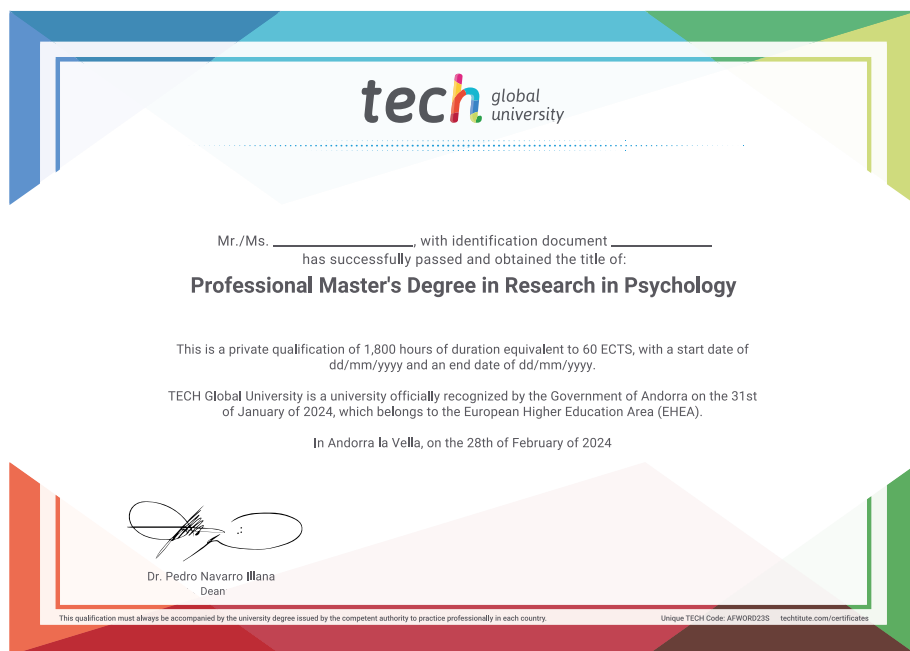 tech global university
Mr./Ms. ____________________, with identification document ______________
has successfully passed and obtained the title of:
Professional Master's Degree in Research in Psychology
This is a private qualification of 1,800 hours of duration equivalent to 60 ECTS, with a start date of
dd/mm/yyyy and an end date of dd/mm/yyyy.
TECH Global University is a university officially recognized by the Government of Andorra on the 31st
of January of 2024, which belongs to the European Higher Education Area (EHEA).
In Andorra la Vella, on the 28th of February of 2024
Dr. Pedro Navarro Illana
Dean
This qualification must always be accompanied by the university degree issued by the competent authority to practice professionally in each country.
Unique TECH Code: AFWORD23S techtitute.com/certificates